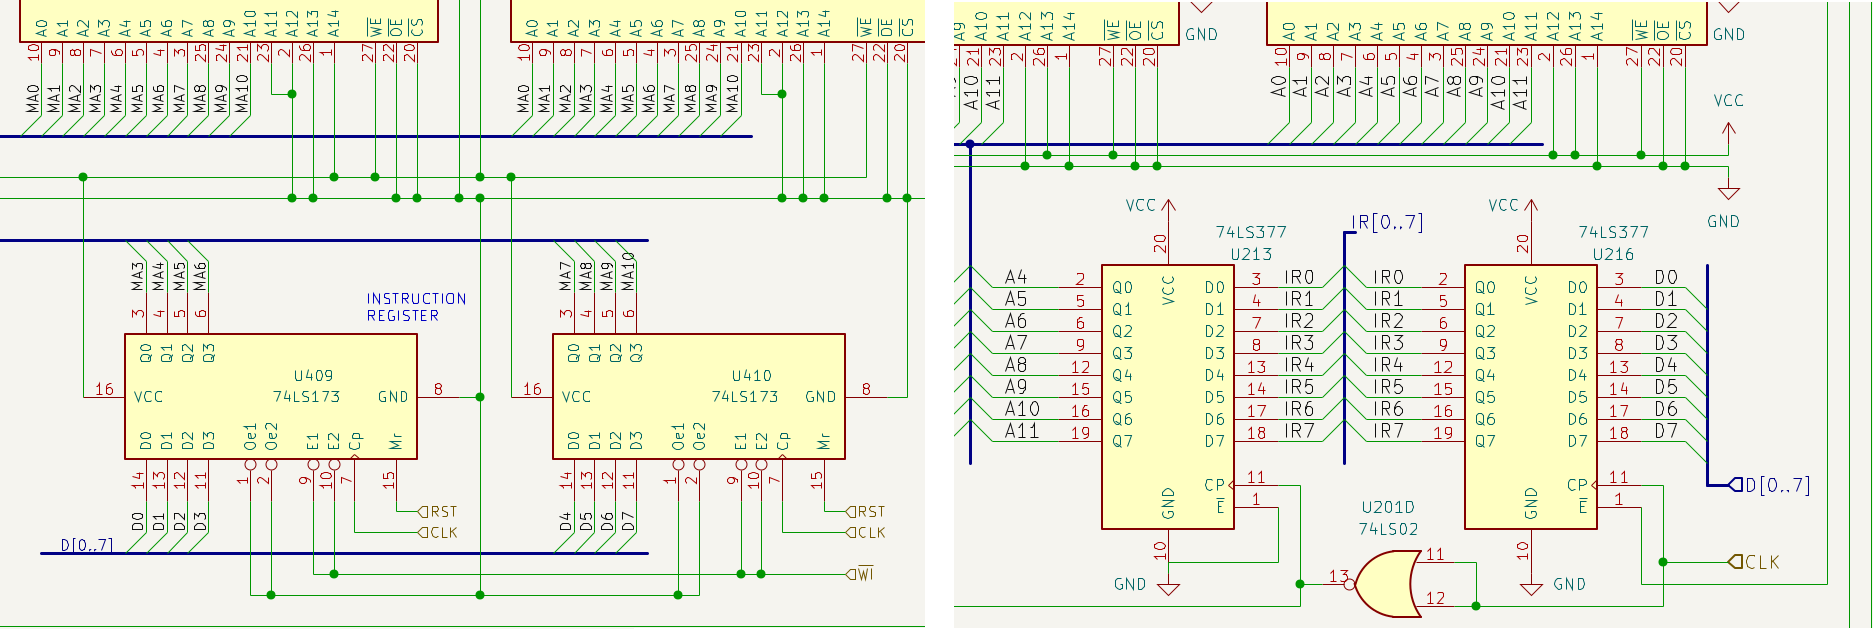 A0 A1 A2 A3 A4 A5 A6 A7 A8 A9 A10 A11 A12 A13 A14 WE OE CS
10 9 8 7 6 5 4 3 25 24 21 23 2 26 1 27 22 20
MA0 MA1 MA2 MA3 MA4 MA5 MA6 MA7 MA8 MA9 MA10
A0 A1 A2 A3 A4 A5 A6 A7 A8 A9 A10 A11 A12 A13 A14 WE OE CS
10 9 8 7 6 5 4 3 25 24 21 23 2 26 1 27 22 20
MA0 MA1 MA2 MA3 MA4 MA5 MA6 MA7 MA8 MA9 MA10
MA3 MA4 MA5 MA6
3 4 5 6
INSTRUCTION
REGISTER
Q0 Q1 Q2 Q3
U409
74LS173
16 VCC
GND 8
D0 D1 D2 D3 Oe1 Oe2 E1 E2 Cp Mr
14 13 12 11 1 2 9 10 7 15
D0 D1 D2 D3
RST
CLK
D[0..7]
MA7 MA8 MA9 MA10
3 4 5 6
Q0 Q1 Q2 Q3
U410
74LS173
16 VCC
GND 8
D0 D1 D2 D3 Oe1 Oe2 E1 E2 Cp Mr
14 13 12 11 1 2 9 10 7 15
D4 D5 D6 D7
RST
CLK
WI
A9 A10 A11 A12 A13 A14 WE OE CS
21 23 2 26 1 27 22 20
A10 A11
GND
A0 A1 A2 A3 A4 A5 A6 A7 A8 A9 A10 A11 A12 A13 A14 WE OE CS
10 9 8 7 6 5 4 3 25 24 21 23 2 26 1 27 22 20
A0 A1 A2 A3 A4 A5 A6 A7 A8 A9 A10 A11
GND
VCC
GND
VCC
20
74LS377
U213
VCC
A4 2 Q0 D0 3 IR0
A5 5 Q1 D1 4 IR1
A6 6 Q2 D2 7 IR2
A7 9 Q3 D3 8 IR3
A8 12 Q4 D4 13 IR4
A9 15 Q5 D5 14 IR5
A10 16 Q6 D6 17 IR6
A11 19 Q7 D7 18 IR7
CP 11
E 1
GND
10
GND
IR[0..7]
VCC
20
74LS377
U216
VCC
IR0 2 Q0 D0 3 D0
IR1 5 Q1 D1 4 D1
IR2 6 Q2 D2 7 D2
IR3 9 Q3 D3 8 D3
IR4 12 Q4 D4 13 D4
IR5 15 Q5 D5 14 D5
IR6 16 Q6 D6 17 D6
IR7 19 Q7 D7 18 D7
CP 11
E 1
GND
10
GND
D[0..7]
U201D
74LS02
11
13
12
CLK